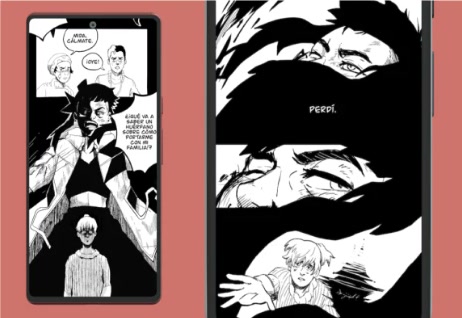 MIRA,
CÁLMATE.
¡OYE!
¿¡QUÉ VA A
SABER UN
HUÉRFANO
SOBRE CÓMO
PORTARME
CON MI
FAMILIA!?
PERDÍ.